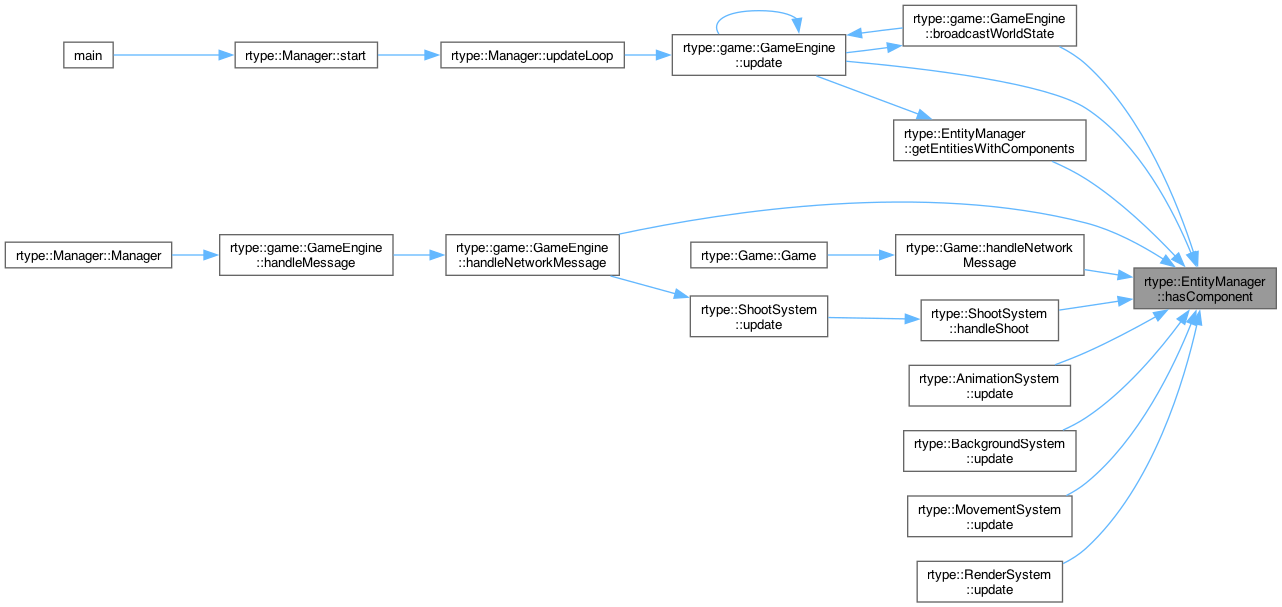 main
rtype::Manager::start
rtype::Manager::updateLoop
rtype::game::GameEngine
::update
rtype::game::GameEngine
::broadcastWorldState
rtype::EntityManager
::getEntitiesWithComponents
rtype::Manager::Manager
rtype::game::GameEngine
::handleMessage
rtype::game::GameEngine
::handleNetworkMessage
rtype::Game::Game
rtype::Game::handleNetwork
Message
rtype::ShootSystem
::update
rtype::ShootSystem
::handleShoot
rtype::AnimationSystem
::update
rtype::BackgroundSystem
::update
rtype::MovementSystem
::update
rtype::RenderSystem
::update
rtype::EntityManager
::hasComponent